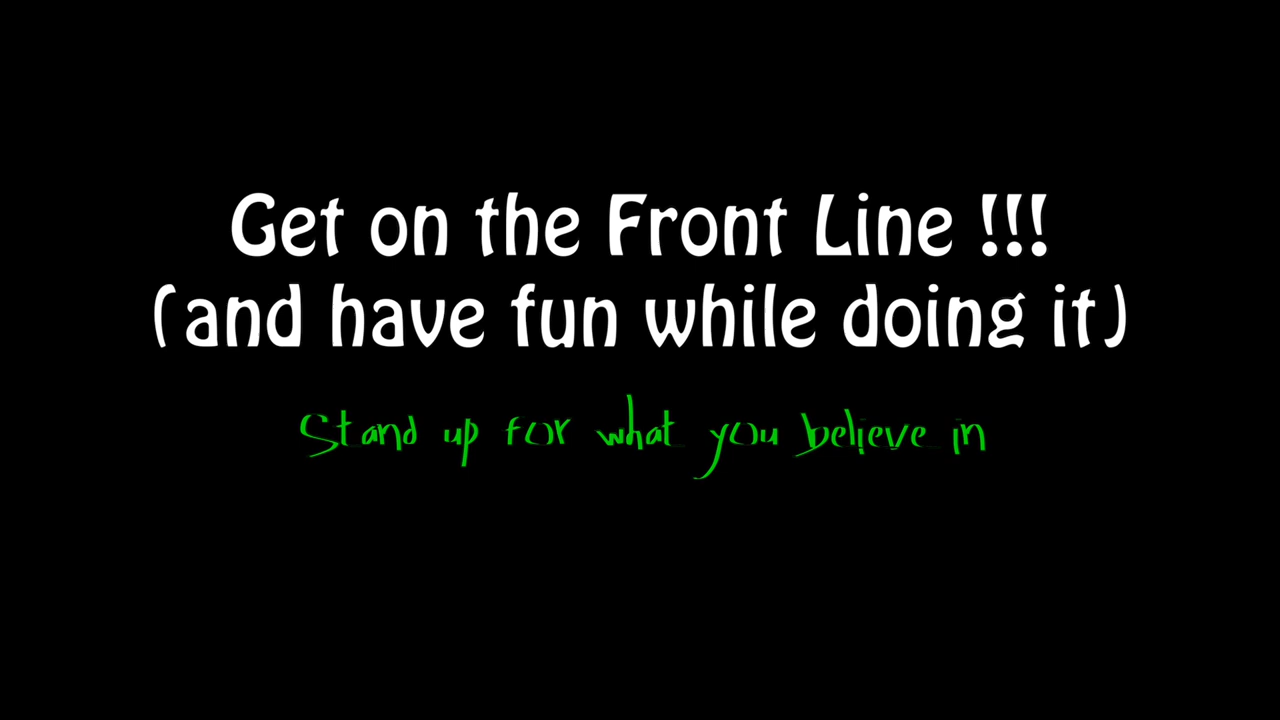 Get on the Front Line !!!
(and have fun while doing it)
Stand up for what you believe in